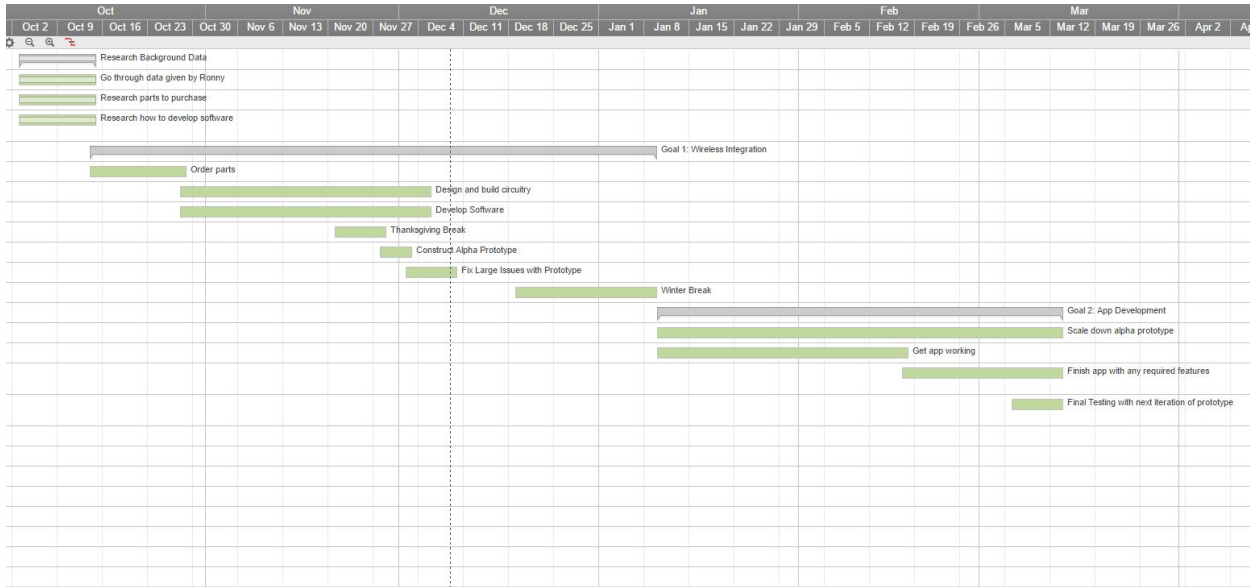 Oct Nov Dec Jan Feb Mar
Oct 2 Oct 9 Oct 16 Oct 23 Oct 30 Nov 6 Nov 13 Nov 20 Nov 27 Dec 4 Dec 11 Dec 18 Dec 25 Jan 1 Jan 8 Jan 15 Jan 22 Jan 29 Feb 5 Feb 12 Feb 19 Feb 26 Mar 5 Mar 12 Mar 19 Mar 26 Apr 2
Research Background Data
Go through data given by Ronny
Research parts to purchase
Research how to develop software
Goal 1: Wireless Integration
Order parts
Design and build circuitry
Develop Software
Thanksgiving Break
Construct Alpha Prototype
Fix Large Issues with Prototype
Winter Break
Goal 2: App Development
Scale down alpha prototype
Get app working
Finish app with any required features
Final Testing with next iteration of prototype